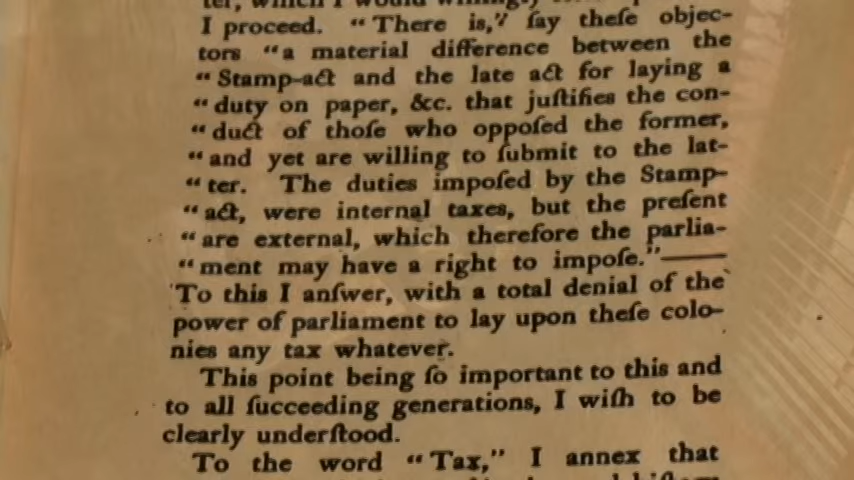 I proceed. "There is," ſay theſe objec-
tors "a material difference between the
"Stamp-act and the late act for laying a
"duty on paper, &c. that juſtifies the con-
"duct of thoſe who oppoſed the former,
"and yet are willing to ſubmit to the lat-
"ter. The duties impoſed by the Stamp-
"act, were internal taxes, but the preſent
"are external, which therefore the parlia-
"ment may have a right to impoſe."——
To this I anſwer, with a total denial of the
power of parliament to lay upon theſe colo-
nies any tax whatever.
This point being ſo important to this and
to all ſucceeding generations, I wiſh to be
clearly underſtood.
To the word "Tax," I annex that